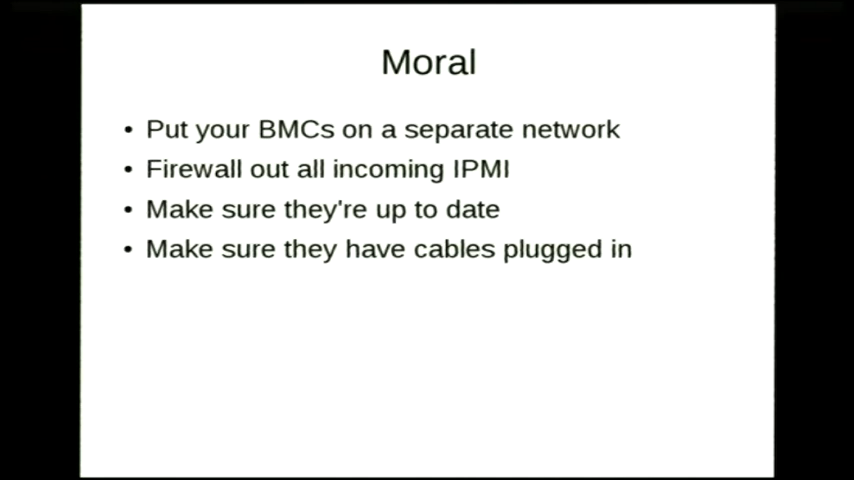 Moral
• Put your BMCs on a separate network
• Firewall out all incoming IPMI
• Make sure they're up to date
• Make sure they have cables plugged in